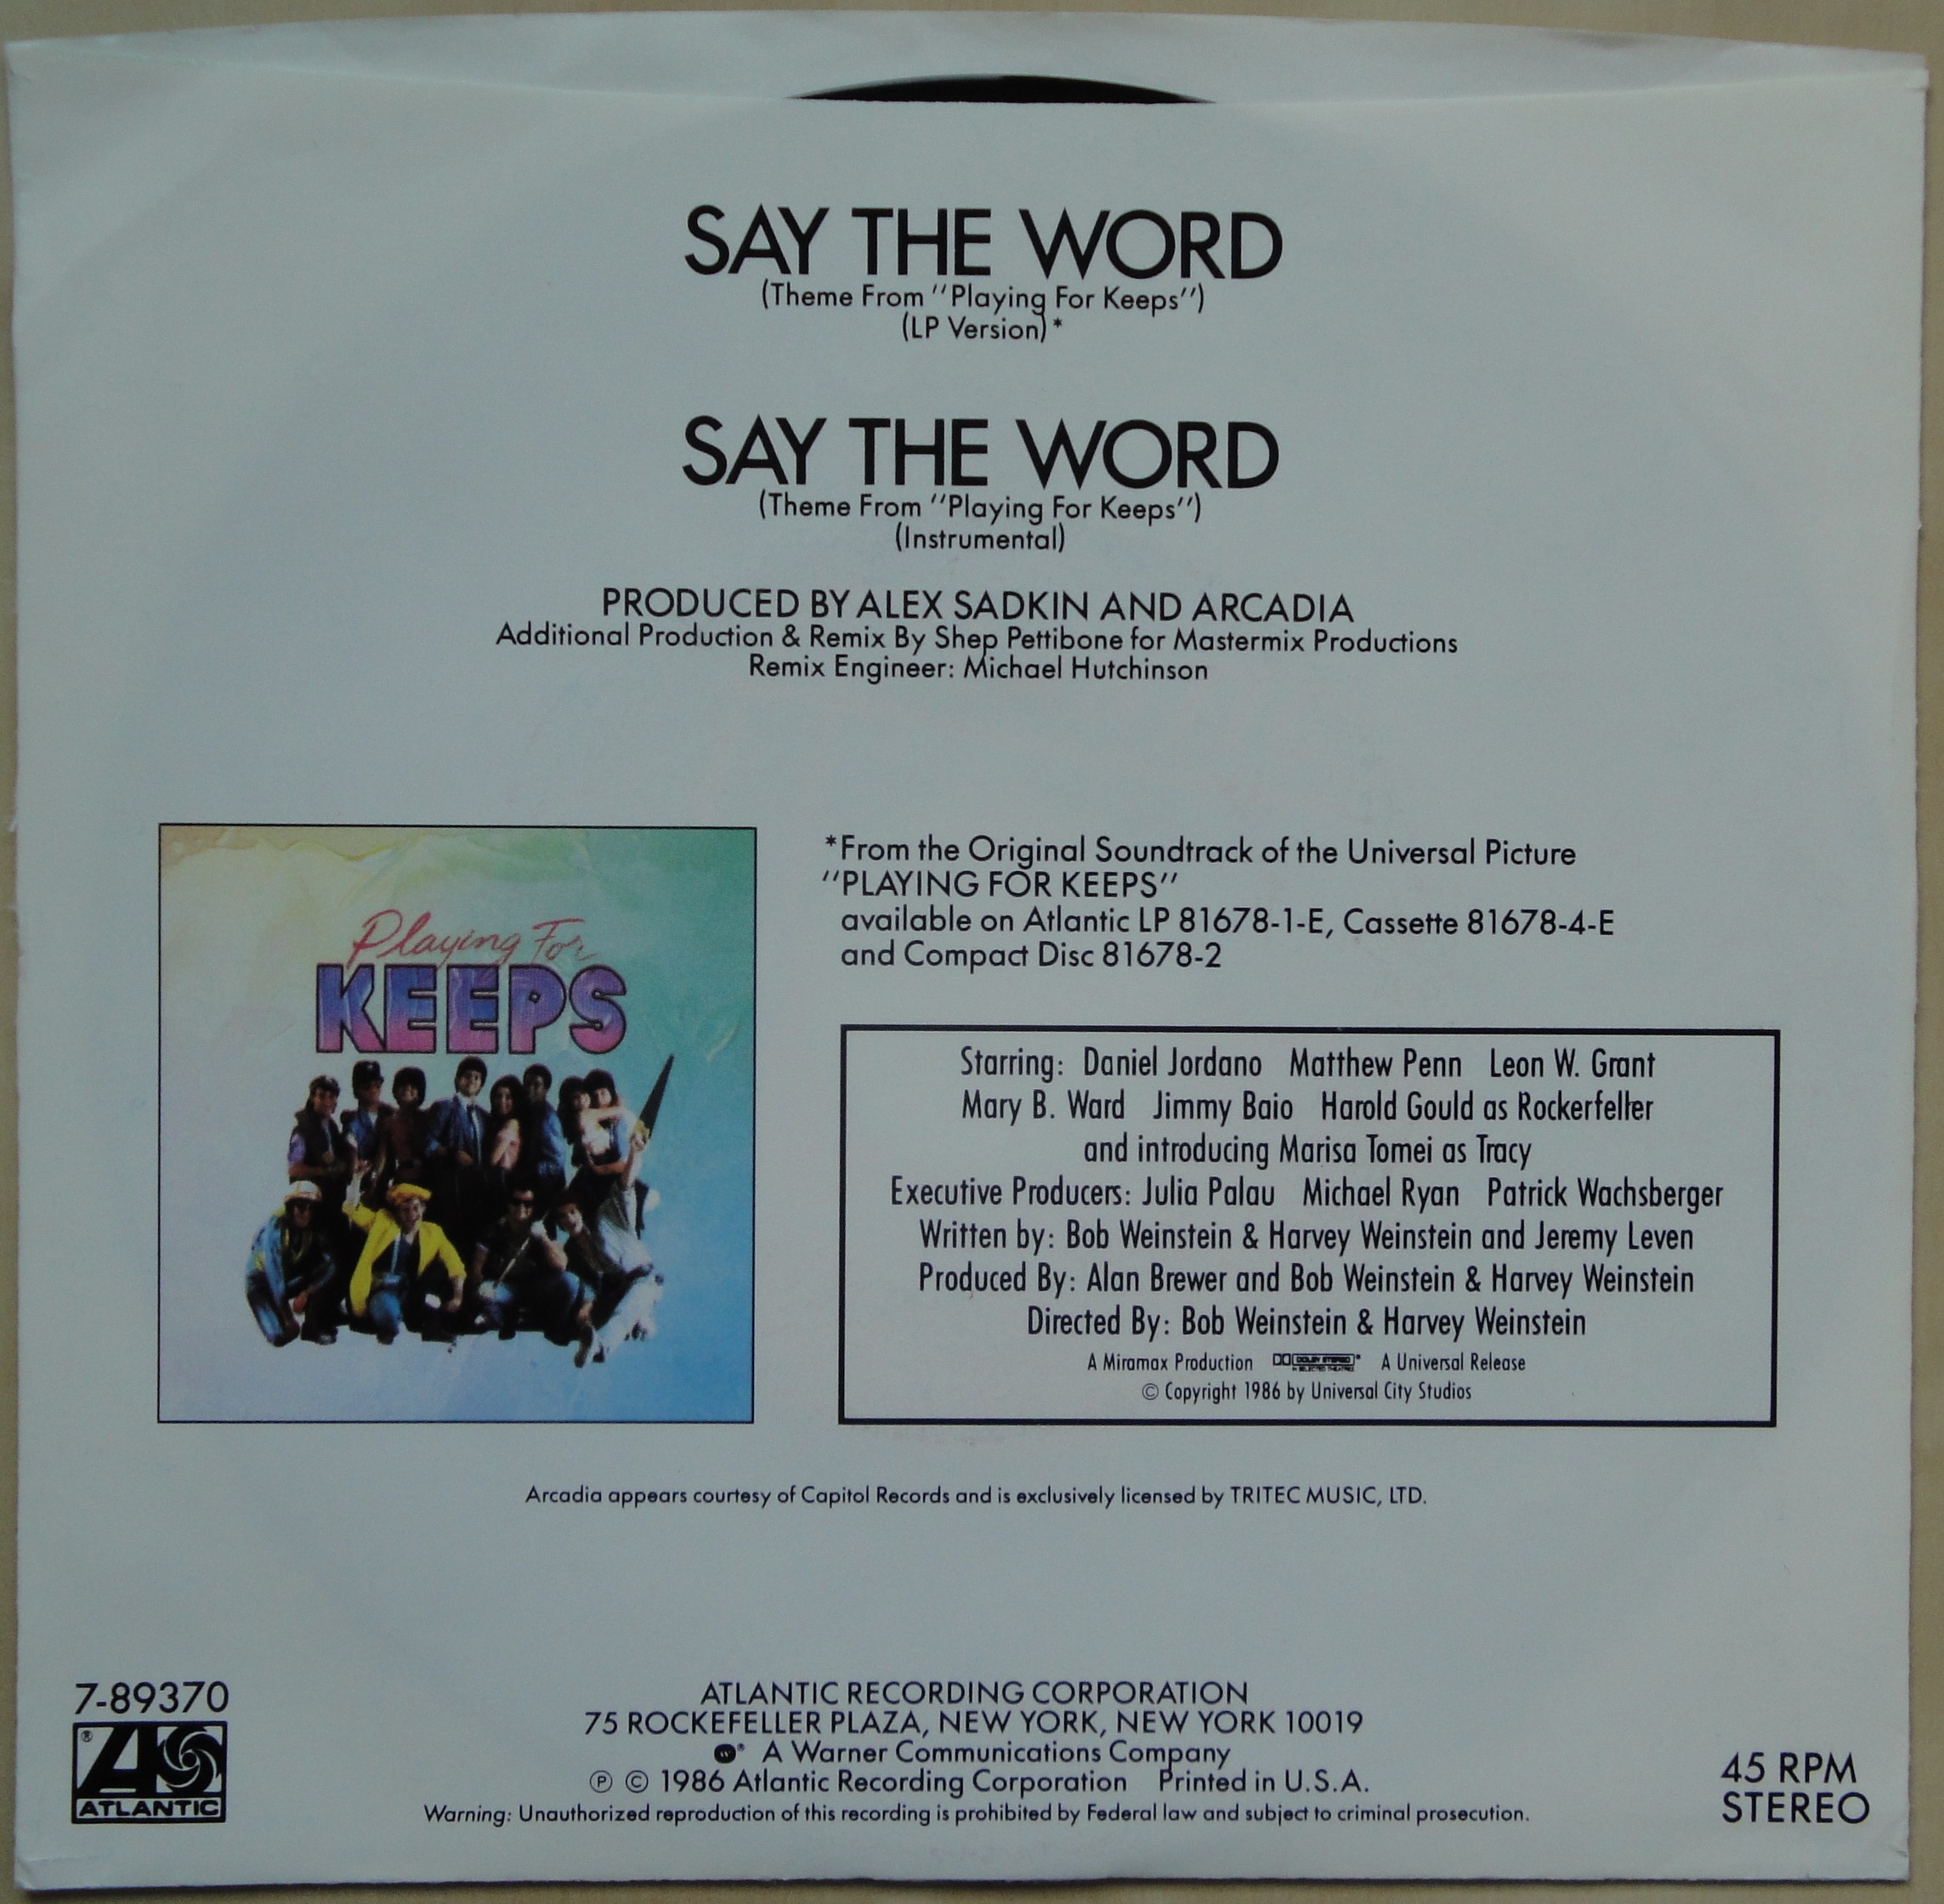 SAY THE WORD
(Theme From "Playing For Keeps")
(LP Version)*
SAY THE WORD
(Theme From "Playing For Keeps")
(Instrumental)
PRODUCED BY ALEX SADKIN AND ARCADIA
Additional Production & Remix By Shep Pettibone for Mastermix Productions
Remix Engineer: Michael Hutchinson
Playing For
KEEPS
*From the Original Soundtrack of the Universal Picture
"PLAYING FOR KEEPS"
available on Atlantic LP 81678-1-E, Cassette 81678-4-E
and Compact Disc 81678-2
Starring: Daniel Jordano Matthew Penn Leon W. Grant
Mary B. Ward Jimmy Baio Harold Gould as Rockerfeller
and introducing Marisa Tomei as Tracy
Executive Producers: Julia Palau Michael Ryan Patrick Wachsberger
Written by: Bob Weinstein & Harvey Weinstein and Jeremy Leven
Produced By: Alan Brewer and Bob Weinstein & Harvey Weinstein
Directed By: Bob Weinstein & Harvey Weinstein
A Miramax Production DOLBY STEREO ® A Universal Release
© Copyright 1986 by Universal City Studios
Arcadia appears courtesy of Capitol Records and is exclusively licensed by TRITEC MUSIC, LTD.
7-89370
® ATLANTIC
ATLANTIC RECORDING CORPORATION
75 ROCKEFELLER PLAZA, NEW YORK, NEW YORK 10019
® A Warner Communications Company
℗ © 1986 Atlantic Recording Corporation Printed in U.S.A.
Warning: Unauthorized reproduction of this recording is prohibited by Federal law and subject to criminal prosecution.
45 RPM
STEREO